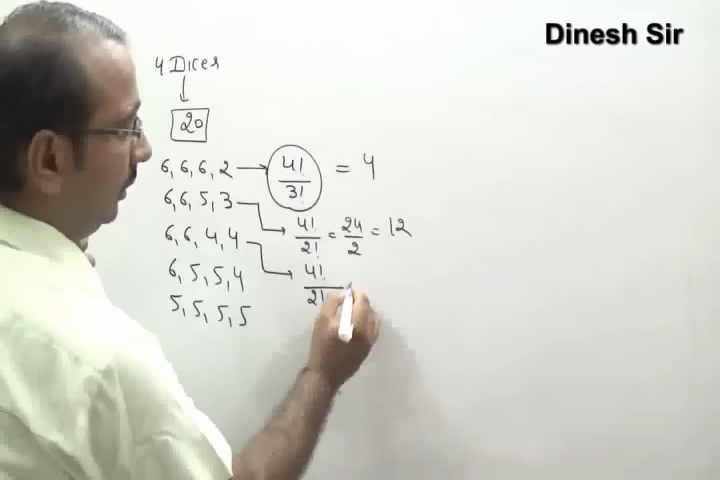 Dinesh Sir
4 Dices
20
6, 6, 6, 2 → 4!/3! = 4
6, 6, 5, 3 → 4!/2! = 24/2 = 12
6, 6, 4, 4 → 4!/2!
6, 5, 5, 4
5, 5, 5, 5